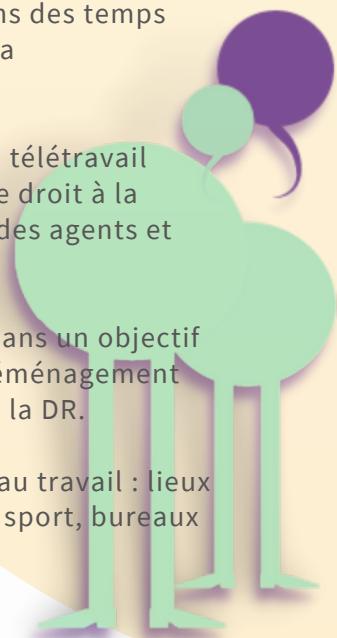 ns des temps
a
télétravail
e droit à la
des agents et
ans un objectif
éménagement
la DR.
au travail : lieux
sport, bureaux